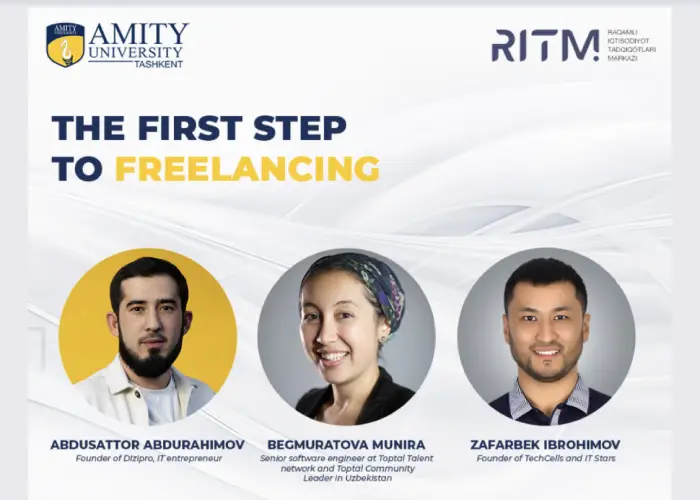 AMITY
AMITY
UNIVERSITY
TASHKENT
RITM
RAQAMLI
IQTISODIYOT
TADQIQOTLARI
MARKAZI
THE FIRST STEP
TO FREELANCING
ABDUSATTOR ABDURAHIMOV
Founder of Dizipro, IT entrepreneur
BEGMURATOVA MUNIRA
Senior software engineer at Toptal Talent
network and Toptal Community
Leader in Uzbekistan
ZAFARBEK IBROHIMOV
Founder of TechCells and IT Stars